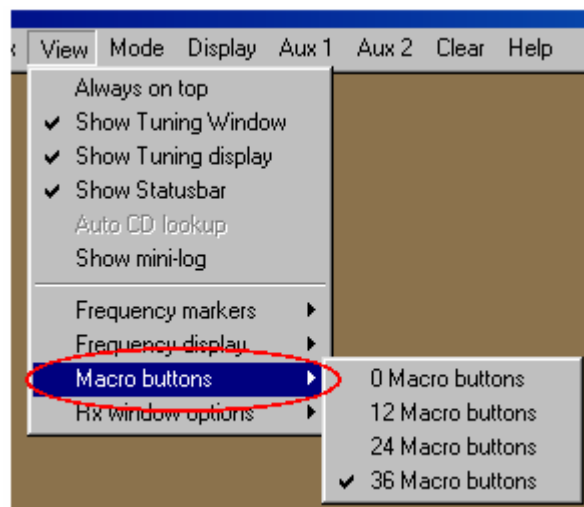 View Mode Display Aux 1 Aux 2 Clear Help
Always on top
Show Tuning Window
Show Tuning display
Show Statusbar
Auto CD lookup
Show mini-log
Frequency markers
Frequency display
Macro buttons
Rx window options
0 Macro buttons
12 Macro buttons
24 Macro buttons
36 Macro buttons